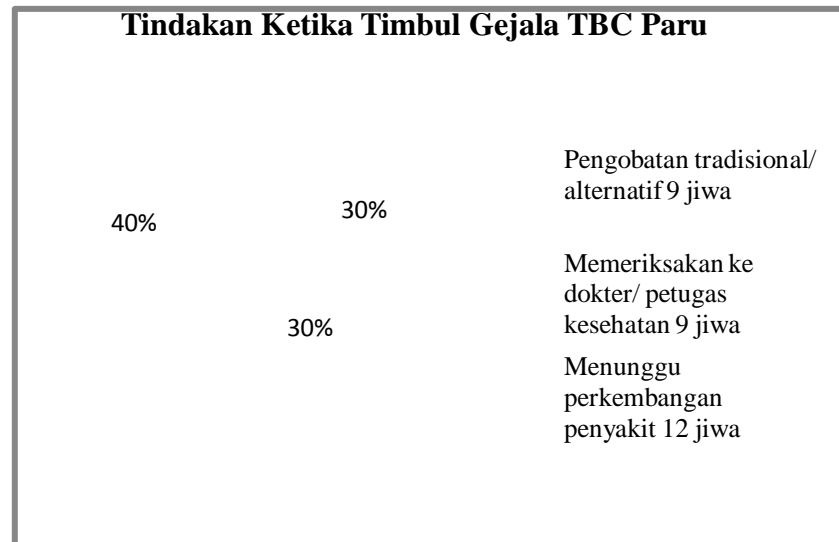 Tindakan Ketika Timbul Gejala TBC Paru
40%
30%
30%
Pengobatan tradisional/
alternatif 9 jiwa
Memeriksakan ke
dokter/ petugas
kesehatan 9 jiwa
Menunggu
perkembangan
penyakit 12 jiwa